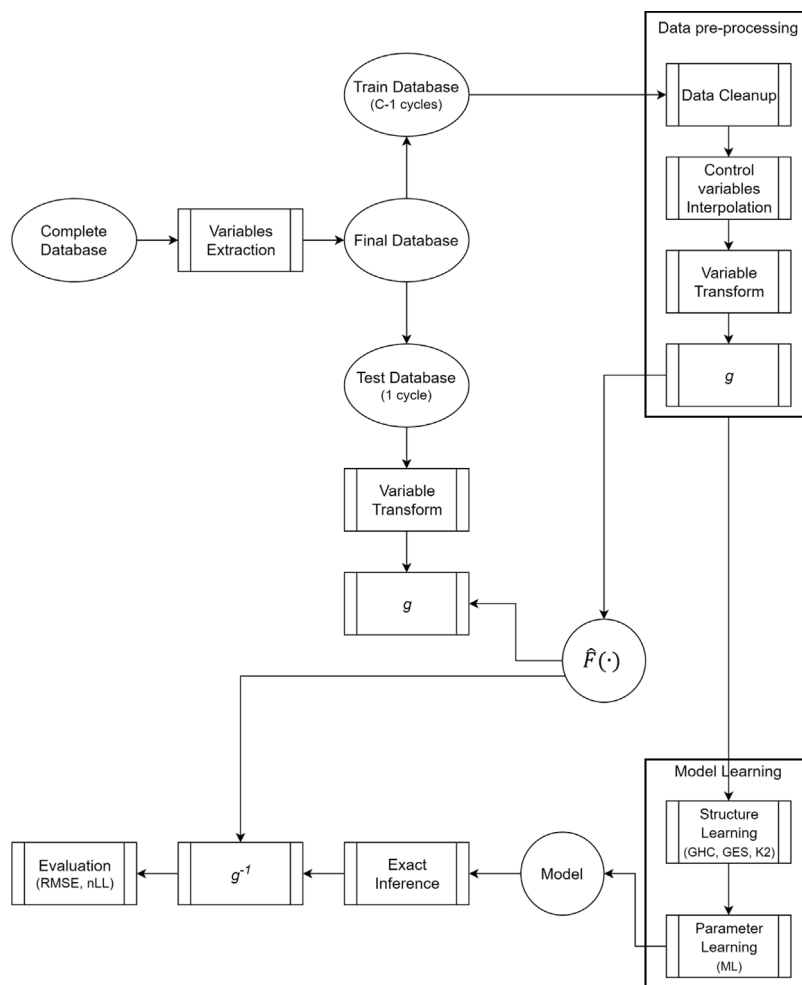 Data pre-processing
Train Database
(C-1 cycles)
Data Cleanup
Control
variables
Interpolation
Complete
Database
Variables
Extraction
Final Database
Variable
Transform
Test Database
(1 cycle)
g
Variable
Transform
g
F̂(·)
Model Learning
Structure
Learning
(GHC, GES, K2)
Evaluation
(RMSE, nLL)
g⁻¹
Exact
Inference
Model
Parameter
Learning
(ML)